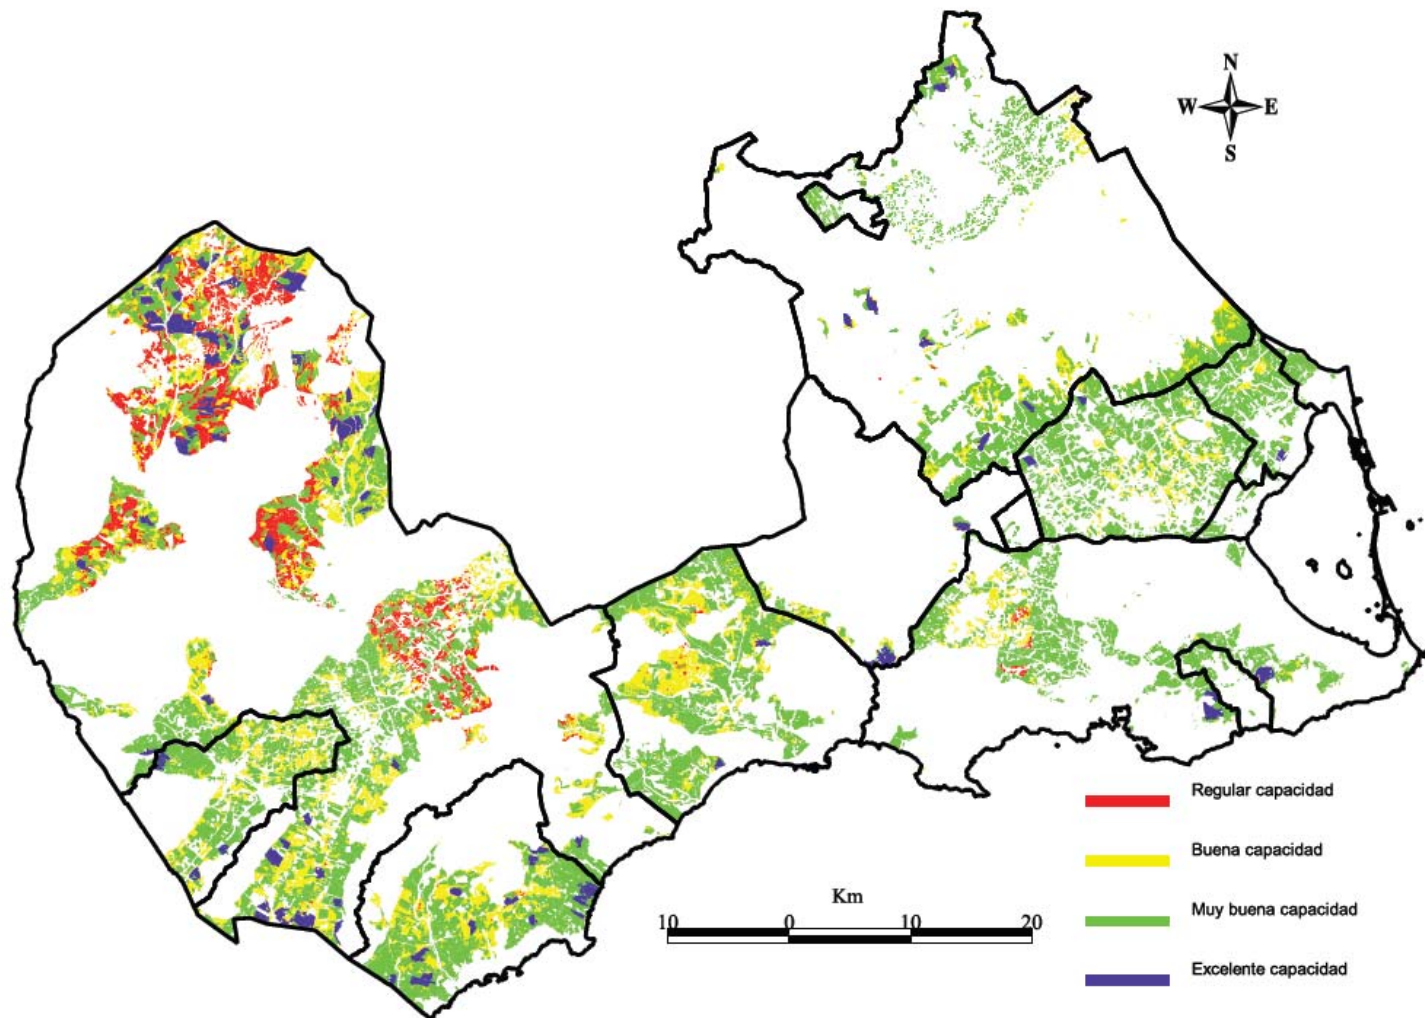 N
W E
S
Regular capacidad
Buena capacidad
Km
Muy buena capacidad
10 0 10 20
Excelente capacidad